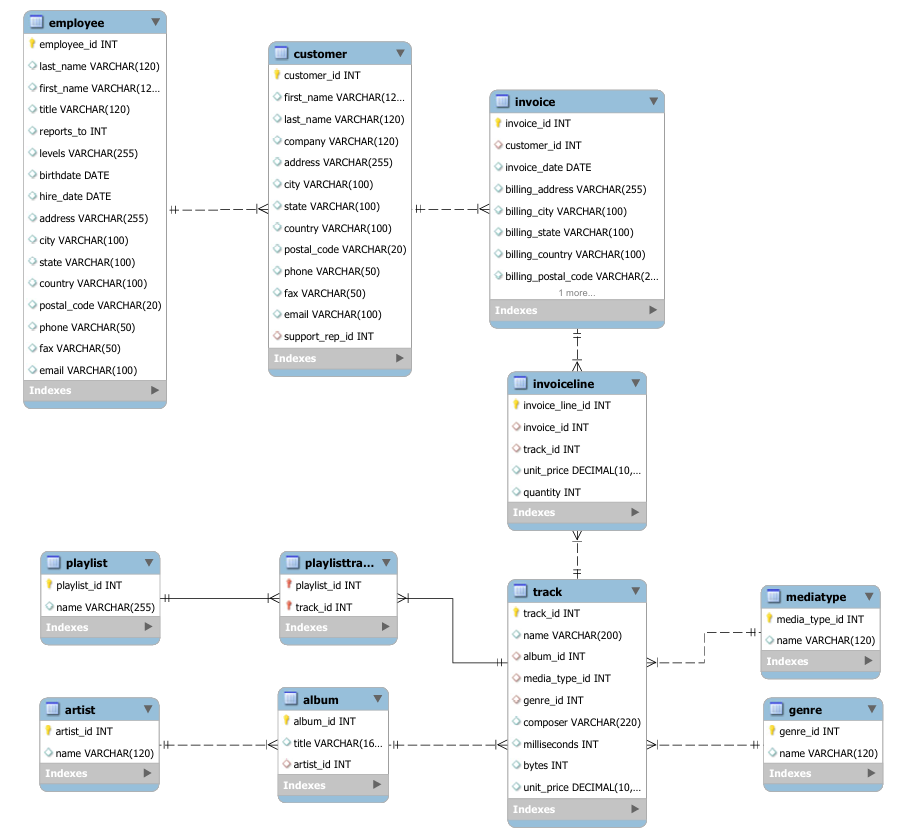 employee
employee_id INT
last_name VARCHAR(120)
first_name VARCHAR(12...
title VARCHAR(120)
reports_to INT
levels VARCHAR(255)
birthdate DATE
hire_date DATE
address VARCHAR(255)
city VARCHAR(100)
state VARCHAR(100)
country VARCHAR(100)
postal_code VARCHAR(20)
phone VARCHAR(50)
fax VARCHAR(50)
email VARCHAR(100)
Indexes
customer
customer_id INT
first_name VARCHAR(12...
last_name VARCHAR(120)
company VARCHAR(120)
address VARCHAR(255)
city VARCHAR(100)
state VARCHAR(100)
country VARCHAR(100)
postal_code VARCHAR(20)
phone VARCHAR(50)
fax VARCHAR(50)
email VARCHAR(100)
support_rep_id INT
Indexes
invoice
invoice_id INT
customer_id INT
invoice_date DATE
billing_address VARCHAR(255)
billing_city VARCHAR(100)
billing_state VARCHAR(100)
billing_country VARCHAR(100)
billing_postal_code VARCHAR(2...
1 more...
Indexes
invoiceline
invoice_line_id INT
invoice_id INT
track_id INT
unit_price DECIMAL(10,...
quantity INT
Indexes
playlist
playlist_id INT
name VARCHAR(255)
Indexes
playlisttra...
playlist_id INT
track_id INT
Indexes
track
track_id INT
name VARCHAR(200)
album_id INT
media_type_id INT
genre_id INT
composer VARCHAR(220)
milliseconds INT
bytes INT
unit_price DECIMAL(10,...
Indexes
mediatype
media_type_id INT
name VARCHAR(120)
Indexes
artist
artist_id INT
name VARCHAR(120)
Indexes
album
album_id INT
title VARCHAR(16...
artist_id INT
Indexes
genre
genre_id INT
name VARCHAR(120)
Indexes